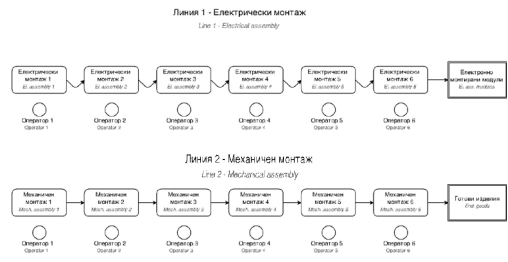 Линия 1 - Електрически монтаж
Line 1 - Electrical assembly
Електрически монтаж 1
El. assembly 1
Електрически монтаж 2
El. assembly 2
Електрически монтаж 3
El. assembly 3
Електрически монтаж 4
El. assembly 4
Електрически монтаж 5
El. assembly 5
Електрически монтаж 6
El. assembly 6
Електронно монтирани модули
El. ass. modules
Оператор 1
Operator 1
Оператор 2
Operator 2
Оператор 3
Operator 3
Оператор 4
Operator 4
Оператор 5
Operator 5
Оператор 6
Operator 6
Линия 2 - Механичен монтаж
Line 2 - Mechanical assembly
Механичен монтаж 1
Mech. assembly 1
Механичен монтаж 2
Mech. assembly 2
Механичен монтаж 3
Mech. assembly 3
Механичен монтаж 4
Mech. assembly 4
Механичен монтаж 5
Mech. assembly 5
Механичен монтаж 6
Mech. assembly 6
Готови изделия
End goods
Оператор 1
Operator 1
Оператор 2
Operator 2
Оператор 3
Operator 3
Оператор 4
Operator 4
Оператор 5
Operator 5
Оператор 6
Operator 6